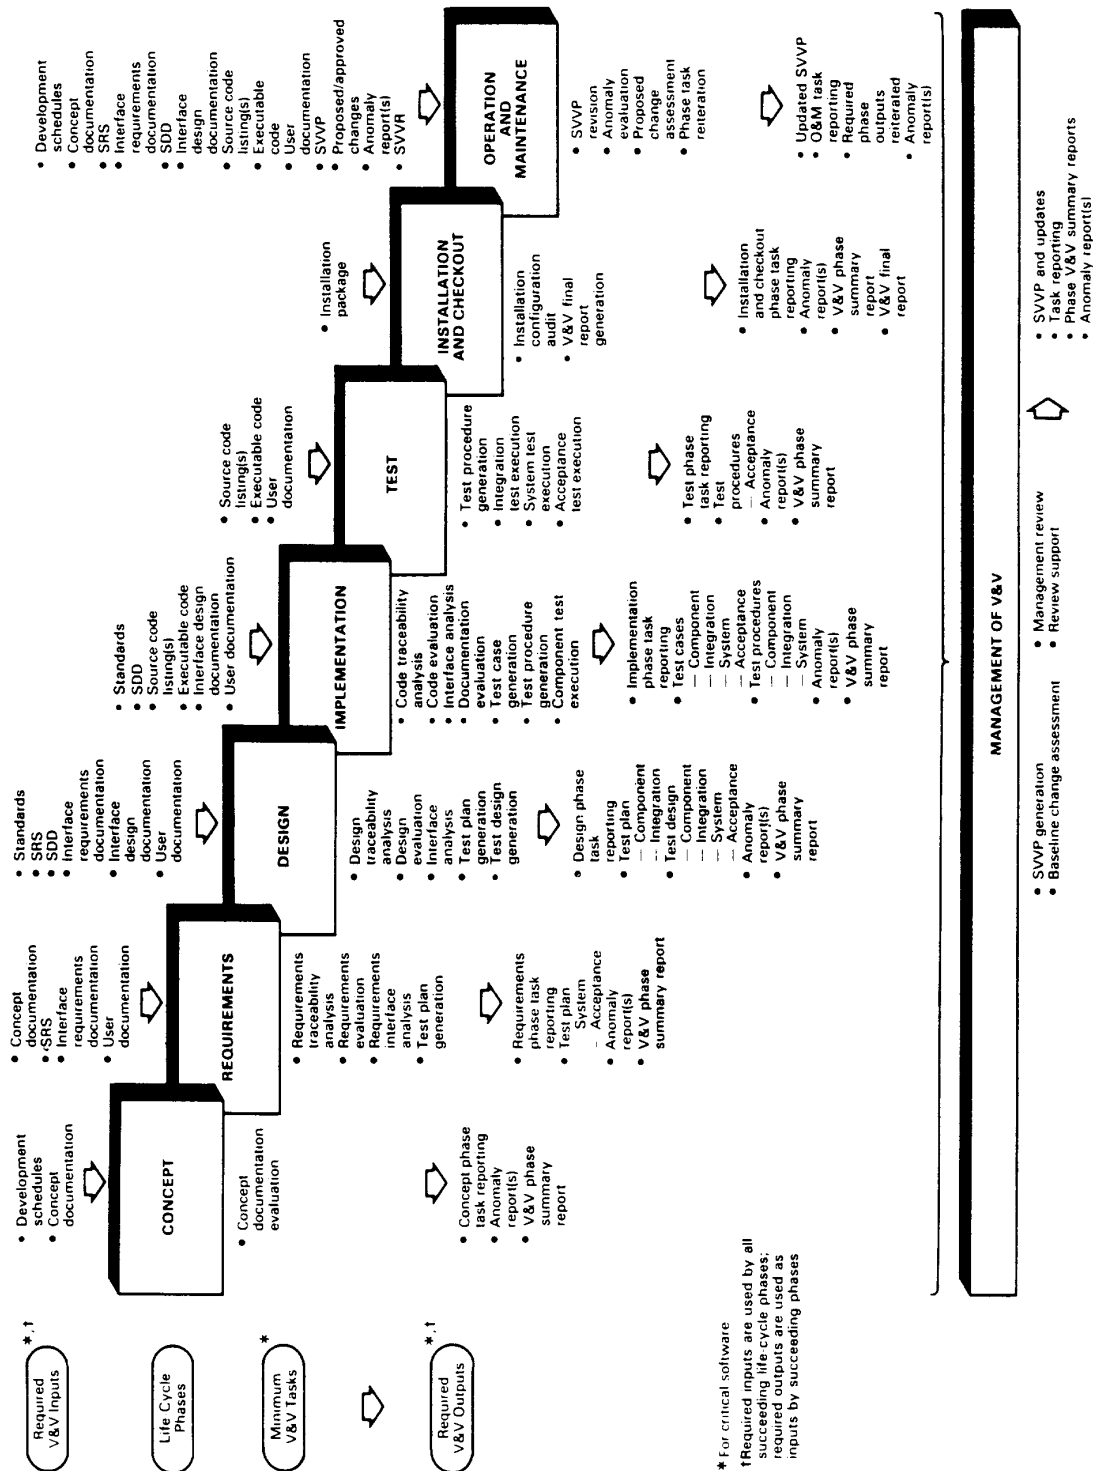 Required
V&V Inputs
*,†
Life Cycle
Phases
Minimum
V&V Tasks
*
Required
V&V Outputs
*,†
* For critical software
†Required inputs are used by all
succeeding life-cycle phases;
required outputs are used as
inputs by succeeding phases
• Development
schedules
• Concept
documentation
CONCEPT
• Concept
documentation
evaluation
• Concept phase
task reporting
• Anomaly
report(s)
• V&V phase
summary
report
• Concept
documentation
• SRS
• Interface
requirements
documentation
• User
documentation
REQUIREMENTS
• Requirements
traceability
analysis
• Requirements
evaluation
• Requirements
interface
analysis
• Test plan
generation
• Requirements
phase task
reporting
• Test plan
System
– Acceptance
• Anomaly
report(s)
• V&V phase
summary report
• Standards
• SRS
• SDD
• Interface
requirements
documentation
• Interface
design
documentation
• User
documentation
DESIGN
• Design
traceability
analysis
• Design
evaluation
• Interface
analysis
• Test plan
generation
• Test design
generation
• Design phase
task
reporting
• Test plan
— Component
— Integration
• Test design
— Component
— Integration
— System
— Acceptance
• Anomaly
report(s)
• V&V phase
summary
report
• Standards
• SDD
• Source code
listing(s)
• Executable code
• Interface design
documentation
• User documentation
IMPLEMENTATION
• Code traceability
analysis
• Code evaluation
• Interface analysis
• Documentation
evaluation
• Test case
generation
• Test procedure
generation
• Component test
execution
• Implementation
phase task
reporting
• Test cases
— Component
— Integration
— System
— Acceptance
• Test procedures
— Component
— Integration
— System
• Anomaly
report(s)
• V&V phase
summary
report
• Source code
listing(s)
• Executable code
• User
documentation
TEST
• Test procedure
generation
• Integration
test execution
• System test
execution
• Acceptance
test execution
• Test phase
task reporting
• Test
procedures
— Acceptance
• Anomaly
report(s)
• V&V phase
summary
report
• Installation
package
INSTALLATION
AND CHECKOUT
• Installation
configuration
audit
• V&V final
report
generation
• Installation
and checkout
phase task
reporting
• Anomaly
report(s)
• V&V phase
summary
report
• V&V final
report
• Development
schedules
• Concept
documentation
• SRS
• Interface
requirements
documentation
• SDD
• Interface
design
documentation
• Source code
listing(s)
• Executable
code
• User
documentation
• SVVP
• Proposed/approved
changes
• Anomaly
report(s)
• SVVR
OPERATION
AND
MAINTENANCE
• SVVP
revision
• Anomaly
evaluation
• Proposed
change
assessment
• Phase task
reiteration
• Updated SVVP
• O&M task
reporting
• Required
phase
outputs
reiterated
• Anomaly
report(s)
MANAGEMENT OF V&V
• SVVP generation
• Baseline change assessment
• Management review
• Review support
• SVVP and updates
• Task reporting
• Phase V&V summary reports
• Anomaly report(s)